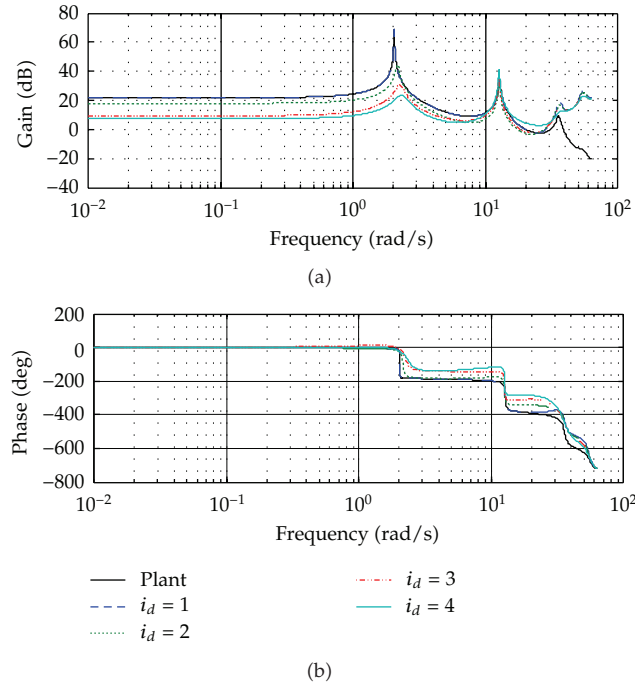 80
60
40
20
0
−20
−40
Gain (dB)
10−2 10−1 100 101 102
Frequency (rad/s)
(a)
200
0
−200
−400
−600
−800
Phase (deg)
10−2 10−1 100 101 102
Frequency (rad/s)
Plant
id = 1
id = 2
id = 3
id = 4
(b)